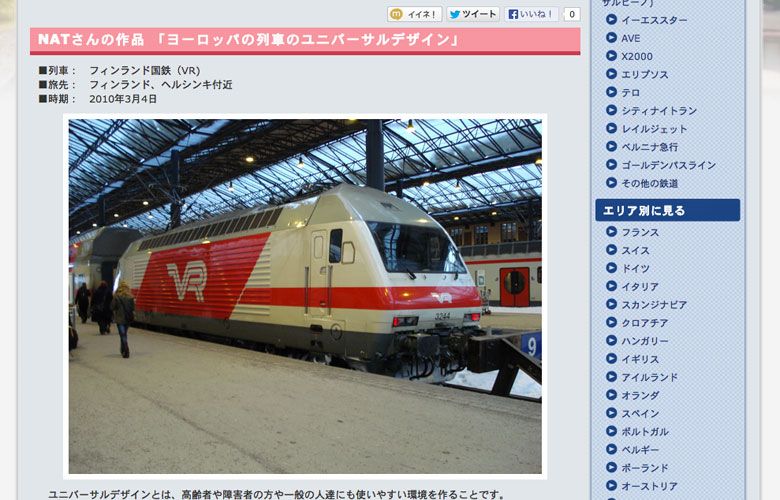 イイネ！
ツイート
いいね！
0
NATさんの作品 「ヨーロッパの列車のユニバーサルデザイン」
■列車： フィンランド国鉄（VR)
■旅先： フィンランド、ヘルシンキ付近
■時期： 2010年3月4日
VR
VR
3244
9
ユニバーサルデザインとは、高齢者や障害者の方や一般の人達にも使いやすい環境を作ることです。
イーエススター
AVE
X2000
エリプソス
テロ
シティナイトラン
レイルジェット
ベルニナ急行
ゴールデンパスライン
その他の鉄道
エリア別に見る
フランス
スイス
ドイツ
イタリア
スカンジナビア
クロアチア
ハンガリー
イギリス
アイルランド
オランダ
スペイン
ポルトガル
ベルギー
ポーランド
オーストリア